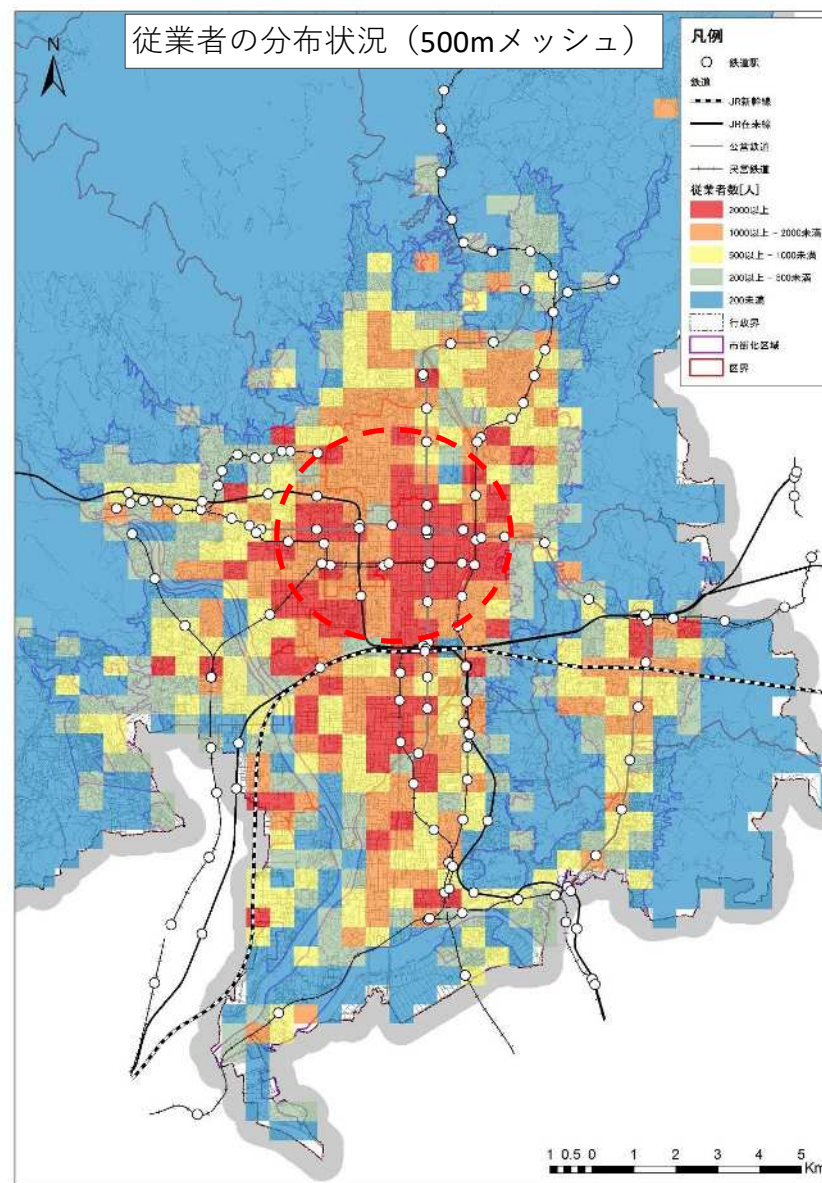 従業者の分布状況（500mメッシュ）
N
凡例
鉄道駅
鉄道
JR新幹線
JR在来線
公営鉄道
民営鉄道
従業者数[人]
2000以上
1000以上 - 2000未満
500以上 - 1000未満
200以上 - 500未満
200未満
行政界
市街化区域
区界
1 0.5 0 1 2 3 4 5
Km